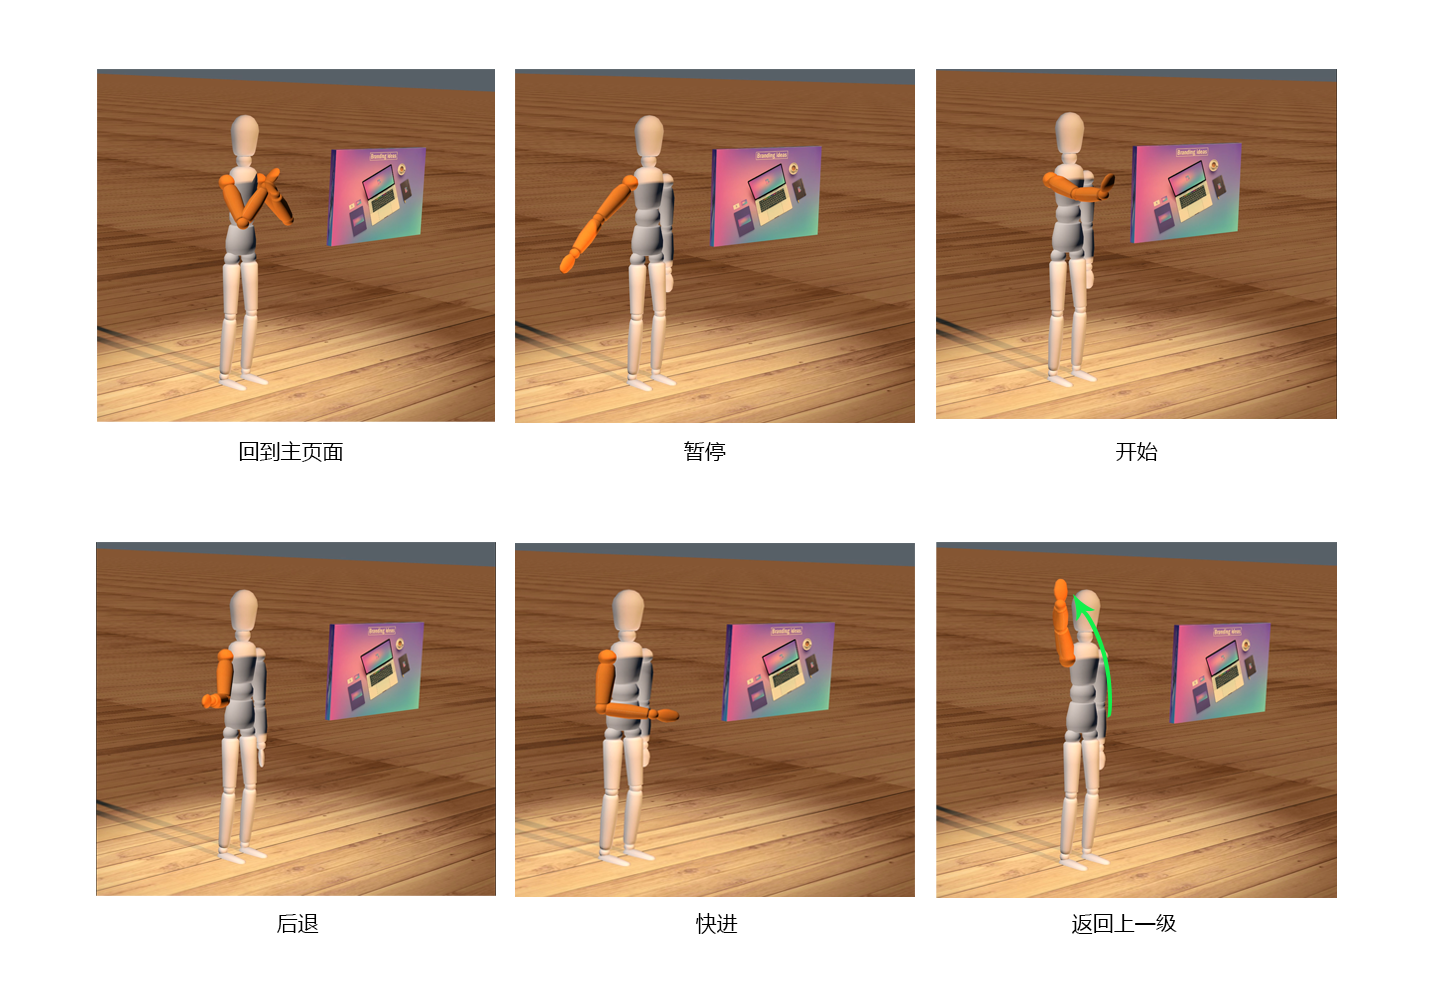 Branding Ideas
Branding Ideas
Branding Ideas
回到主页面
暂停
开始
Branding Ideas
Branding Ideas
Branding Ideas
后退
快进
返回上一级